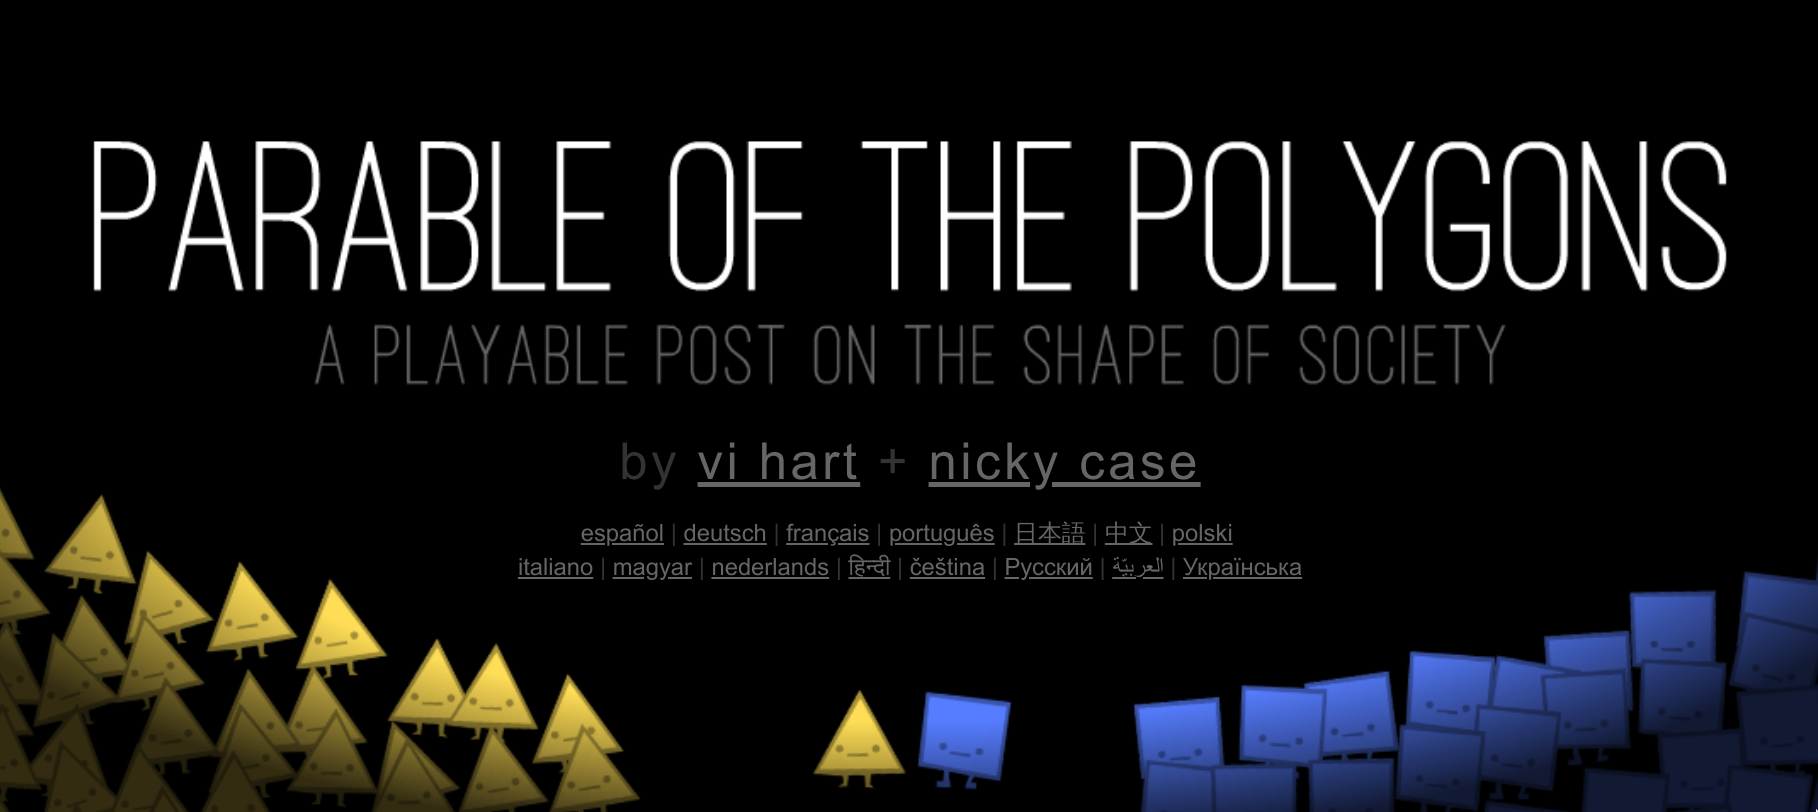 PARABLE OF THE POLYGONS
A PLAYABLE POST ON THE SHAPE OF SOCIETY
by vi hart + nicky case
español | deutsch | français | português | 日本語 | 中文 | polski
italiano | magyar | nederlands | हिन्दी | čeština | Русский | العربيّة | Українська